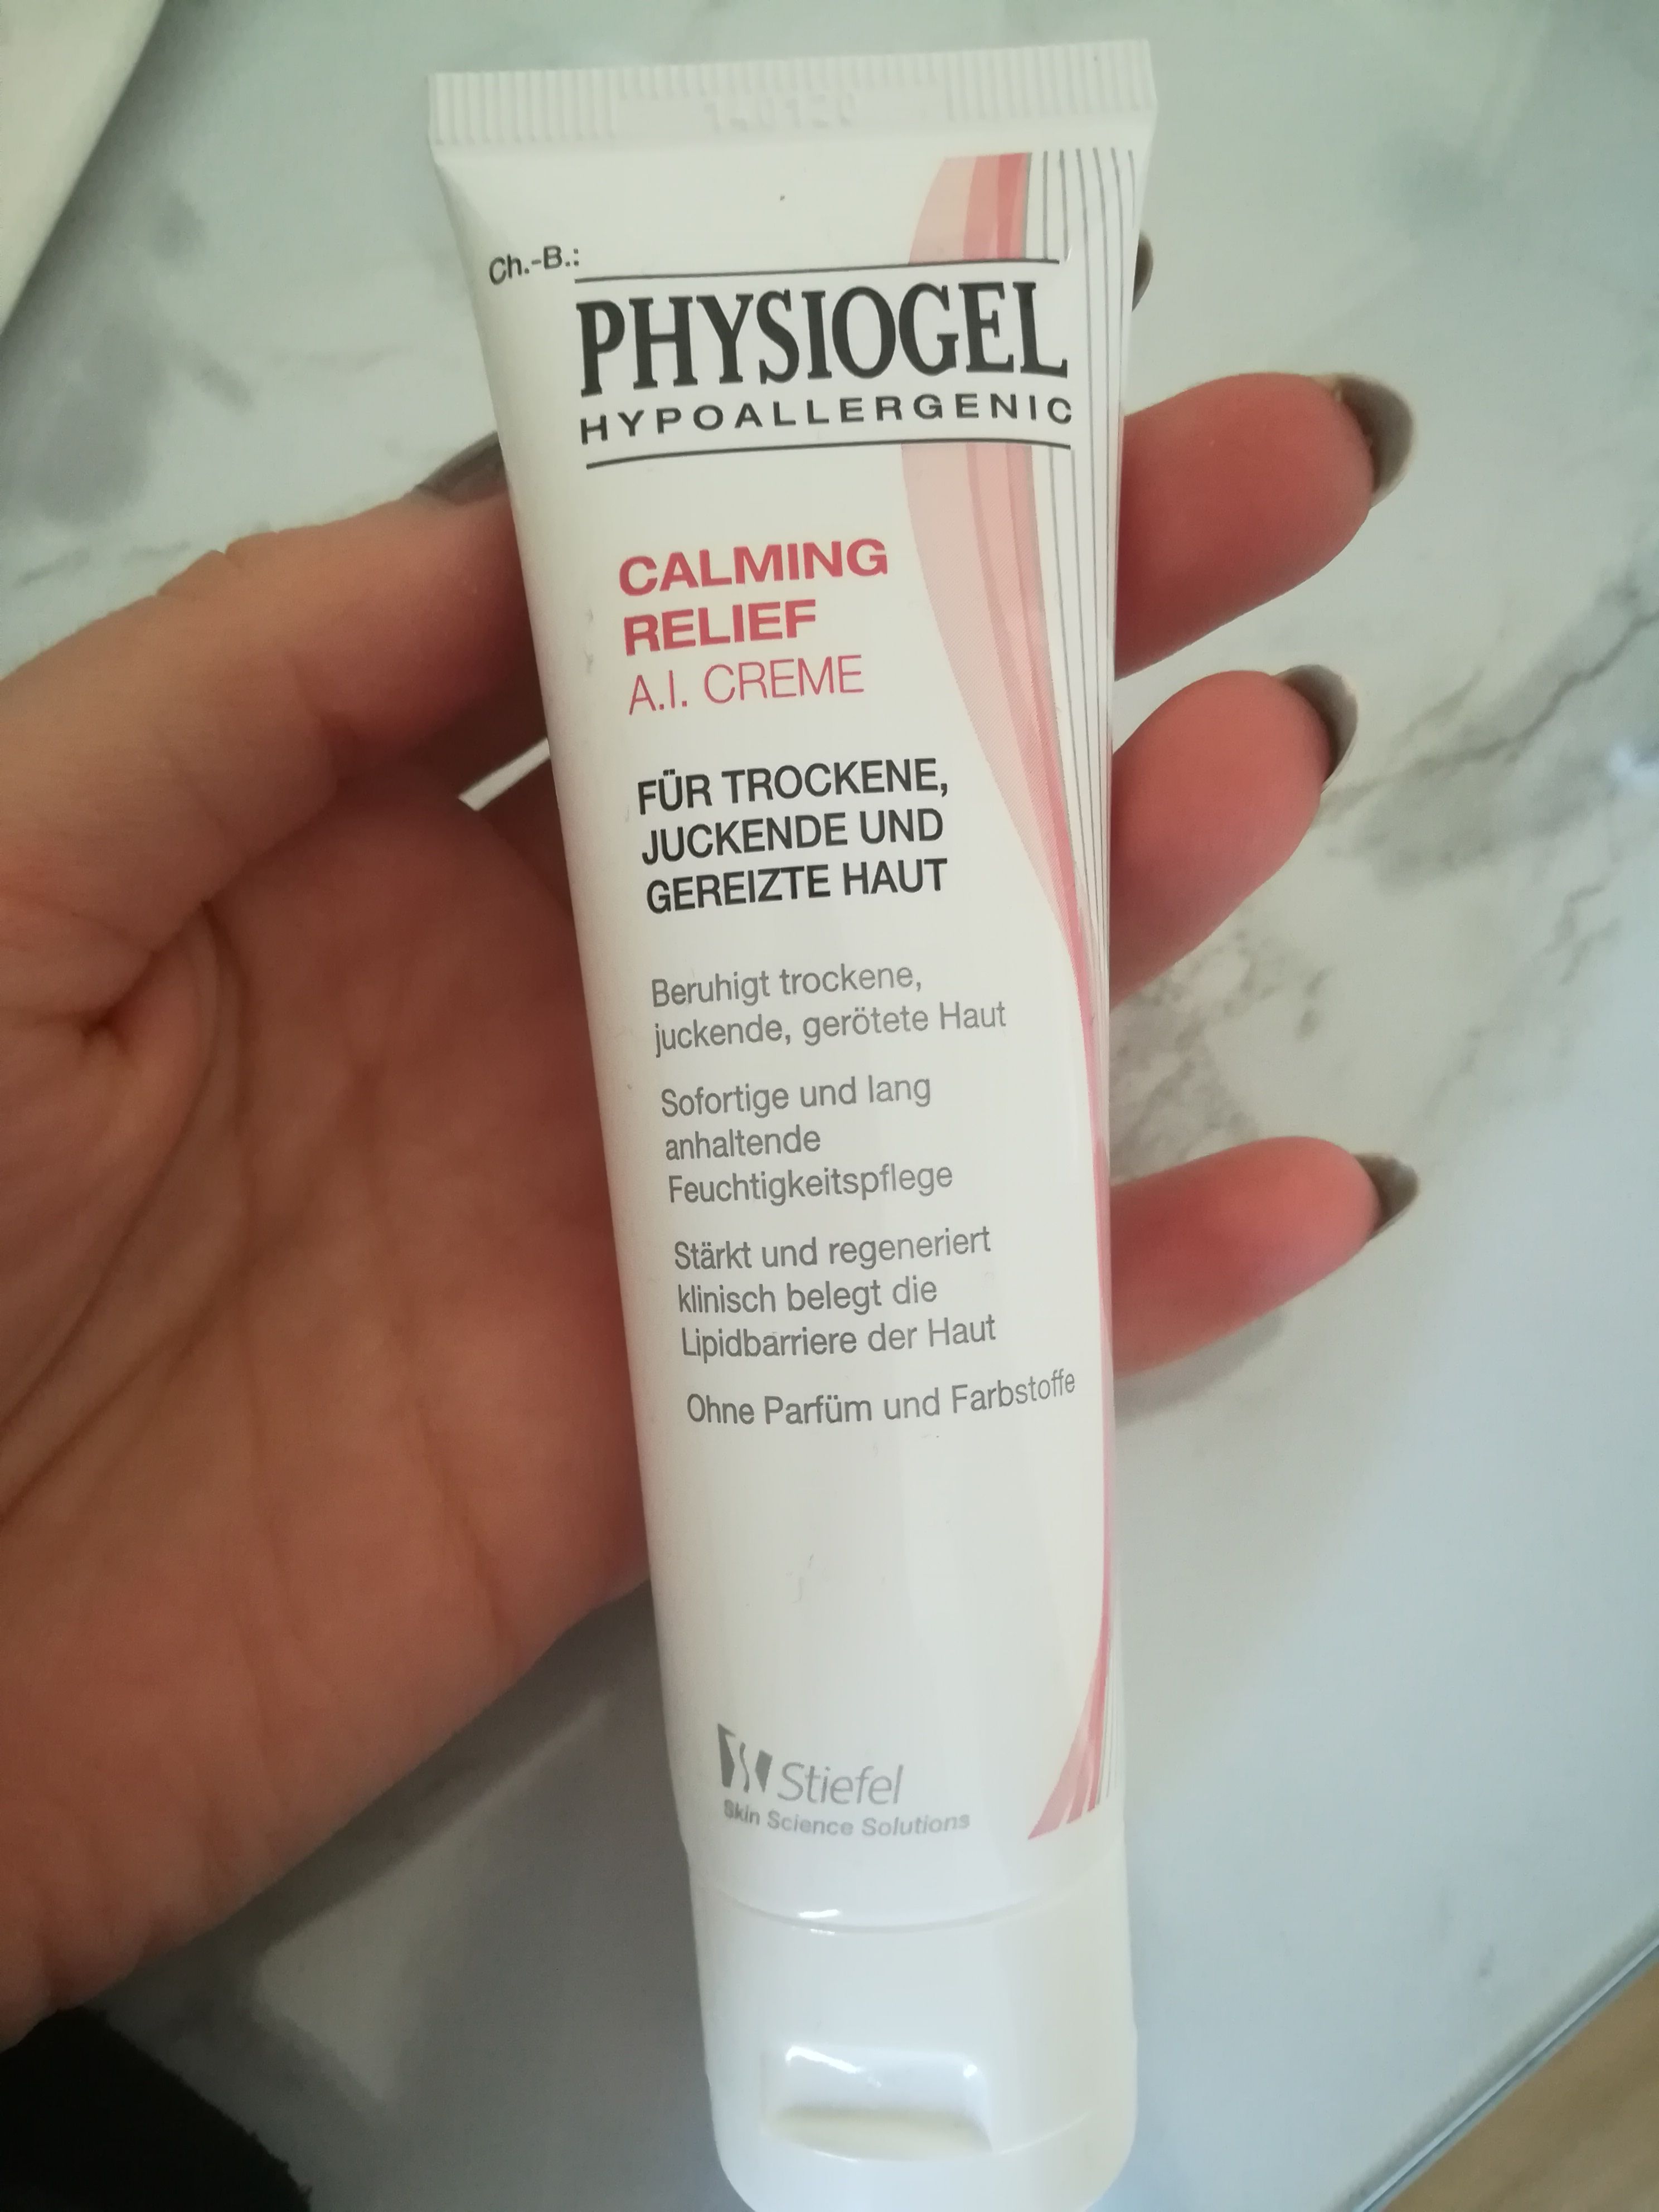 Ch.-B.:
PHYSIOGEL
HYPOALLERGENIC
CALMING
RELIEF
A.I. CREME
FÜR TROCKENE,
JUCKENDE UND
GEREIZTE HAUT
Beruhigt trockene,
juckende, gerötete Haut
Sofortige und lang
anhaltende
Feuchtigkeitspflege
Stärkt und regeneriert
klinisch belegt die
Lipidbarriere der Haut
Ohne Parfüm und Farbstoffe
Stiefel
Skin Science Solutions